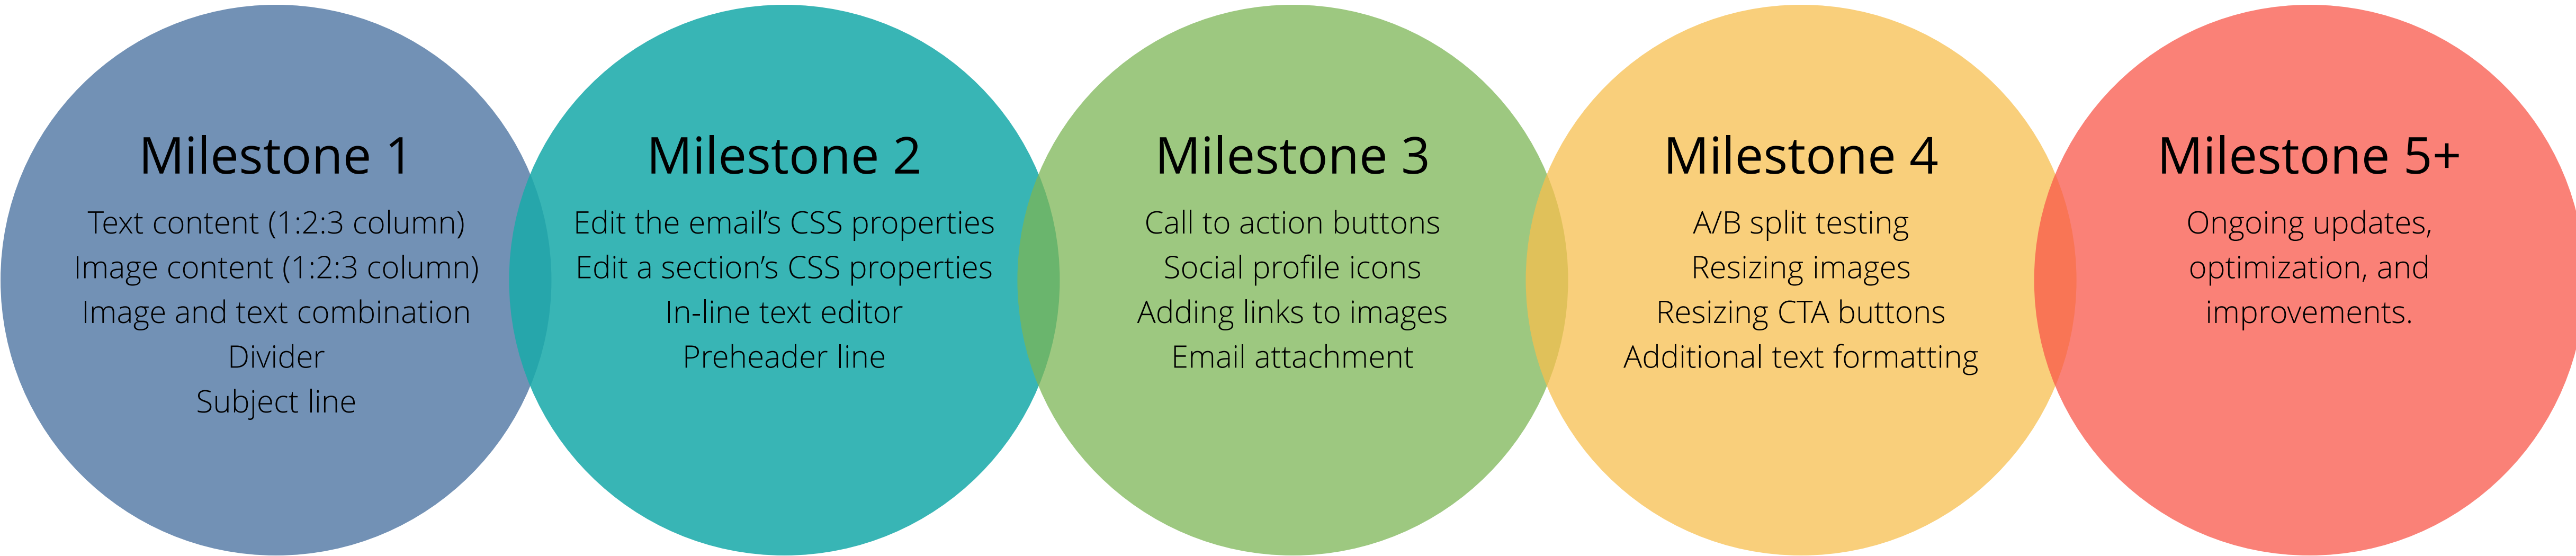 Milestone 1
Text content (1:2:3 column)
Image content (1:2:3 column)
Image and text combination
Divider
Subject line
Milestone 2
Edit the email’s CSS properties
Edit a section’s CSS properties
In-line text editor
Preheader line
Milestone 3
Call to action buttons
Social profile icons
Adding links to images
Email attachment
Milestone 4
A/B split testing
Resizing images
Resizing CTA buttons
Additional text formatting
Milestone 5+
Ongoing updates,
optimization, and
improvements.